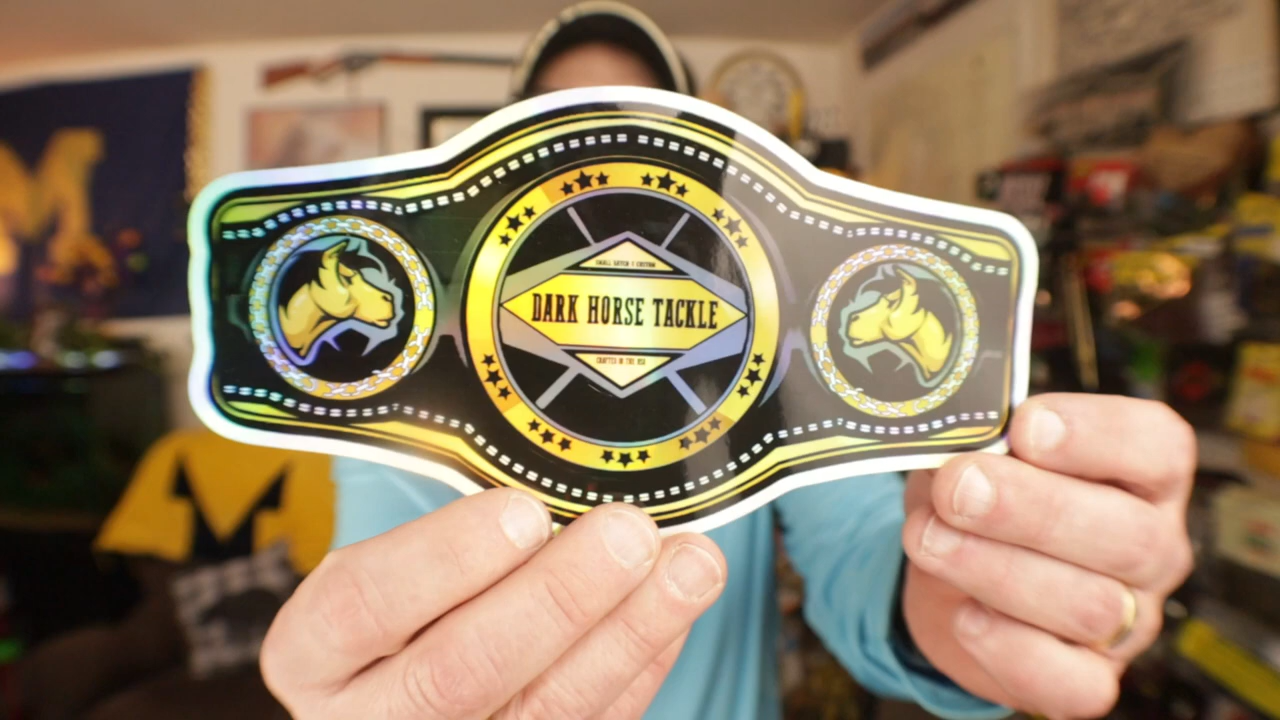 SMALL BATCH & CUSTOM
DARK HORSE TACKLE
CRAFTED IN THE USA
M
M